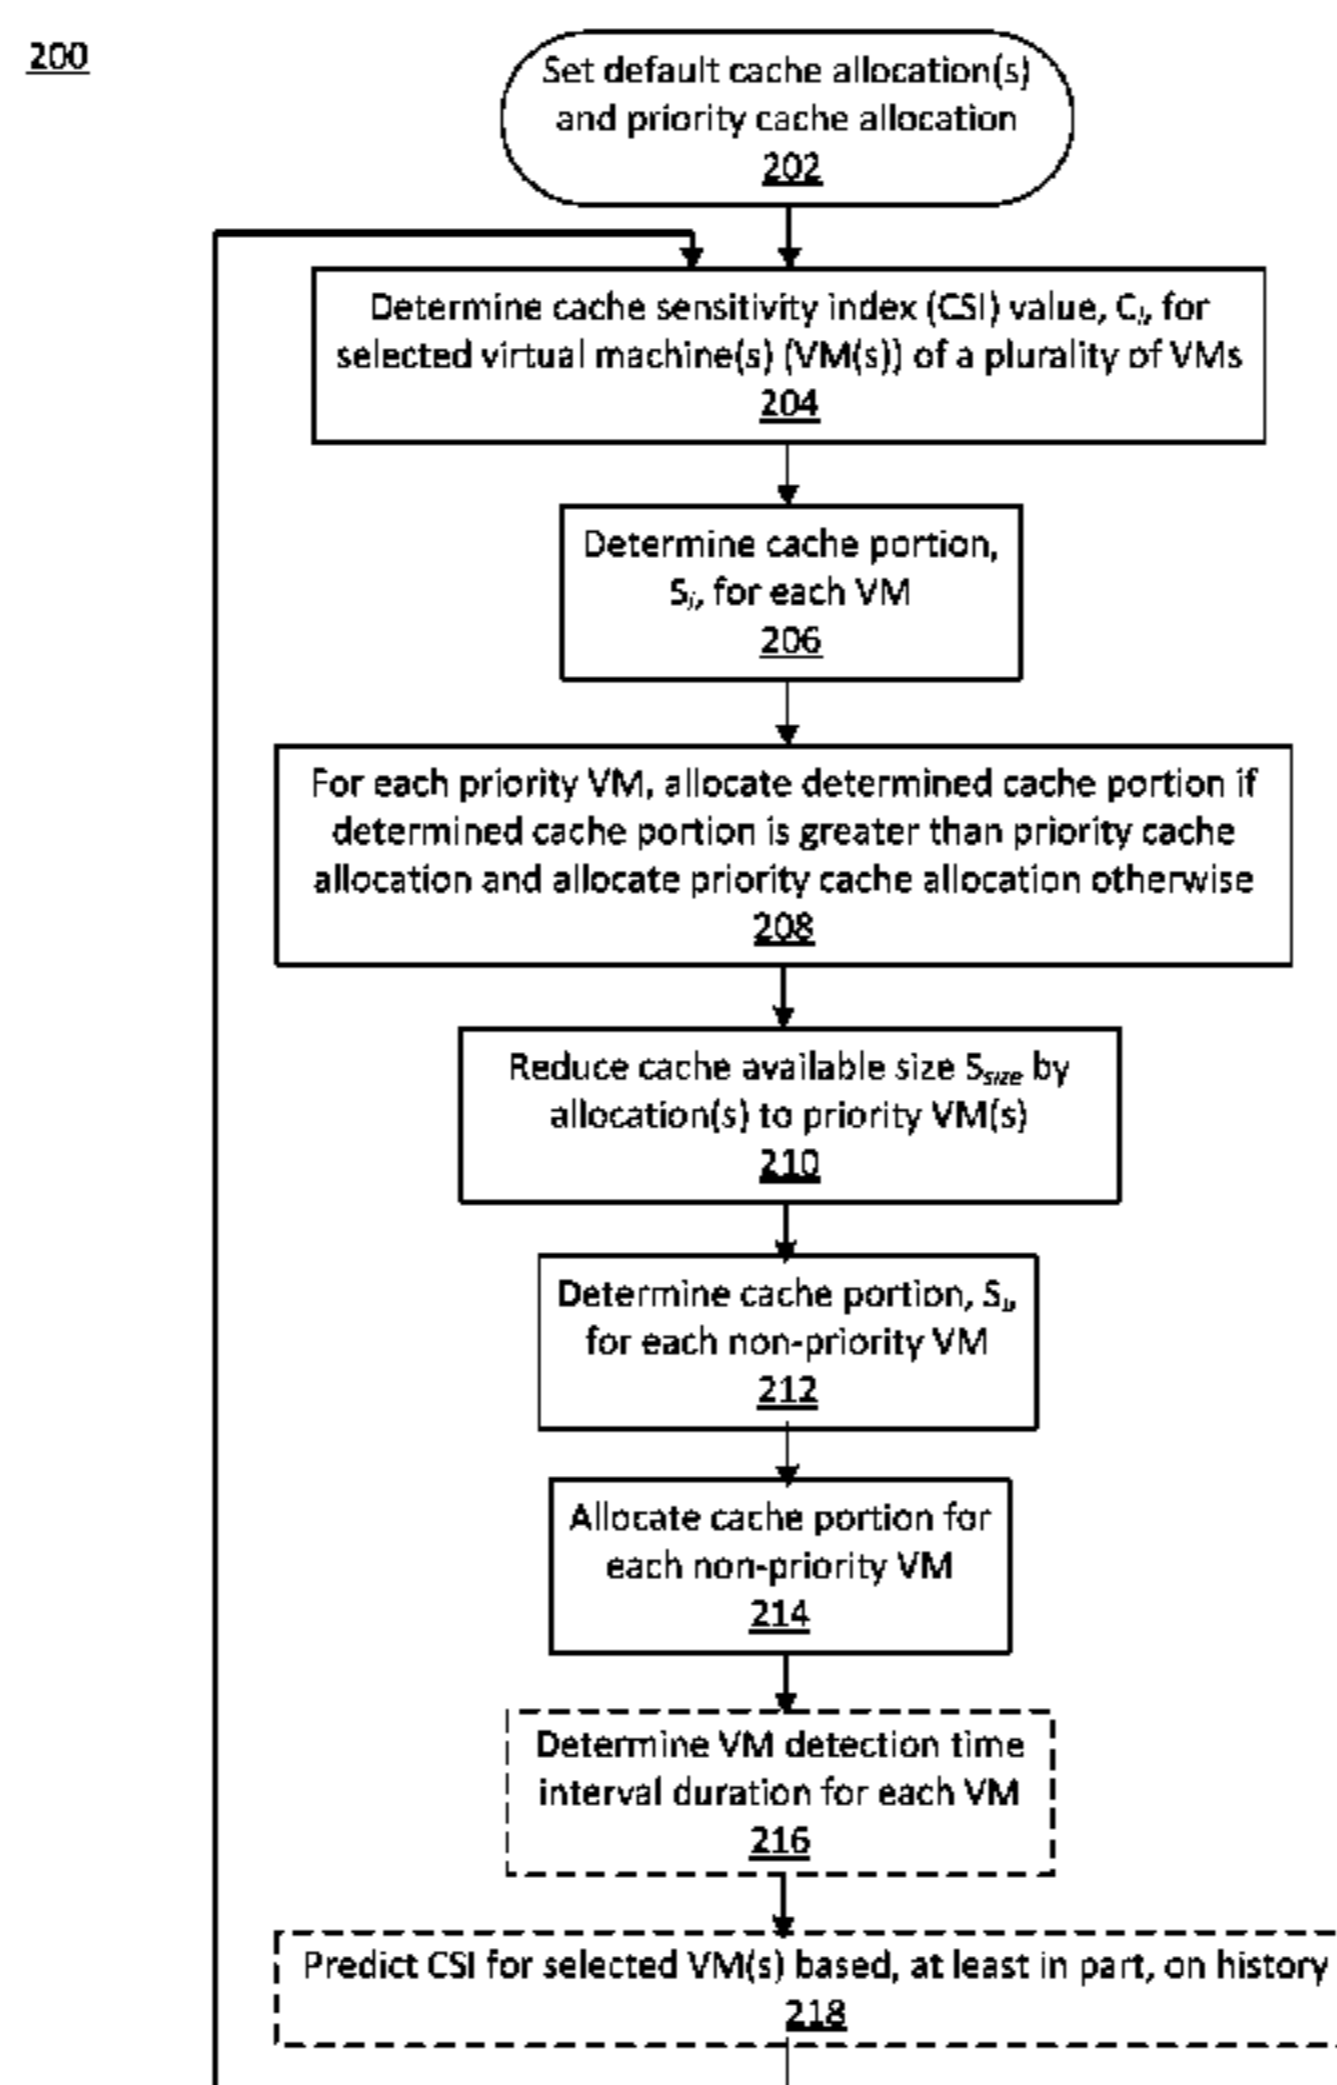 200
Set default cache allocation(s)
and priority cache allocation
202
Determine cache sensitivity index (CSI) value, Ci, for
selected virtual machine(s) (VM(s)) of a plurality of VMs
204
Determine cache portion,
Si, for each VM
206
For each priority VM, allocate determined cache portion if
determined cache portion is greater than priority cache
allocation and allocate priority cache allocation otherwise
208
Reduce cache available size Ssize by
allocation(s) to priority VM(s)
210
Determine cache portion, Si,
for each non-priority VM
212
Allocate cache portion for
each non-priority VM
214
Determine VM detection time
interval duration for each VM
216
Predict CSI for selected VM(s) based, at least in part, on history
218